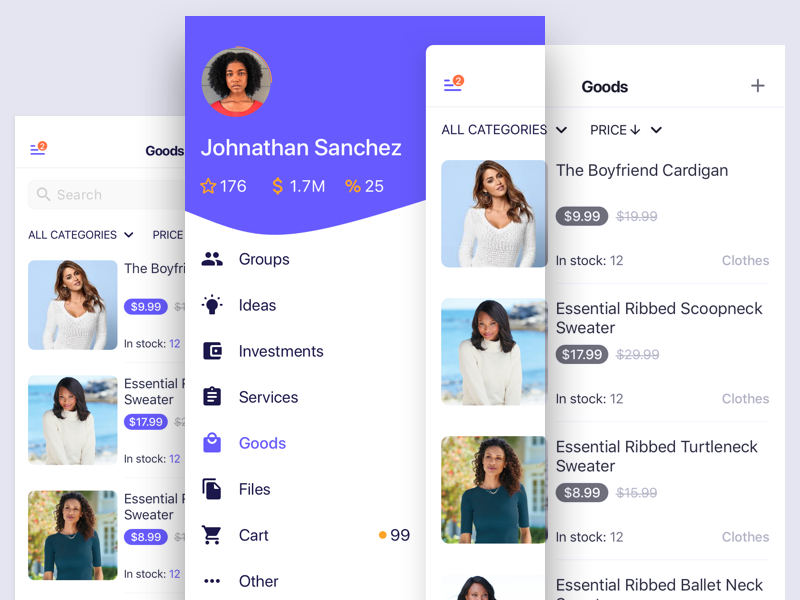 2
Goods
Search
ALL CATEGORIES
PRICE
The Boyfri
$9.99
In stock: 12
Essential
Sweater
$17.99
In stock: 12
Essential
Sweater
$8.99
In stock: 12
Johnathan Sanchez
176
$ 1.7M
% 25
Groups
Ideas
Investments
Services
Goods
Files
Cart
99
Other
2
Goods
ALL CATEGORIES
PRICE
The Boyfriend Cardigan
$9.99 $19.99
In stock: 12 Clothes
Essential Ribbed Scoopneck
Sweater
$17.99 $29.99
In stock: 12 Clothes
Essential Ribbed Turtleneck
Sweater
$8.99 $15.99
In stock: 12 Clothes
Essential Ribbed Ballet Neck